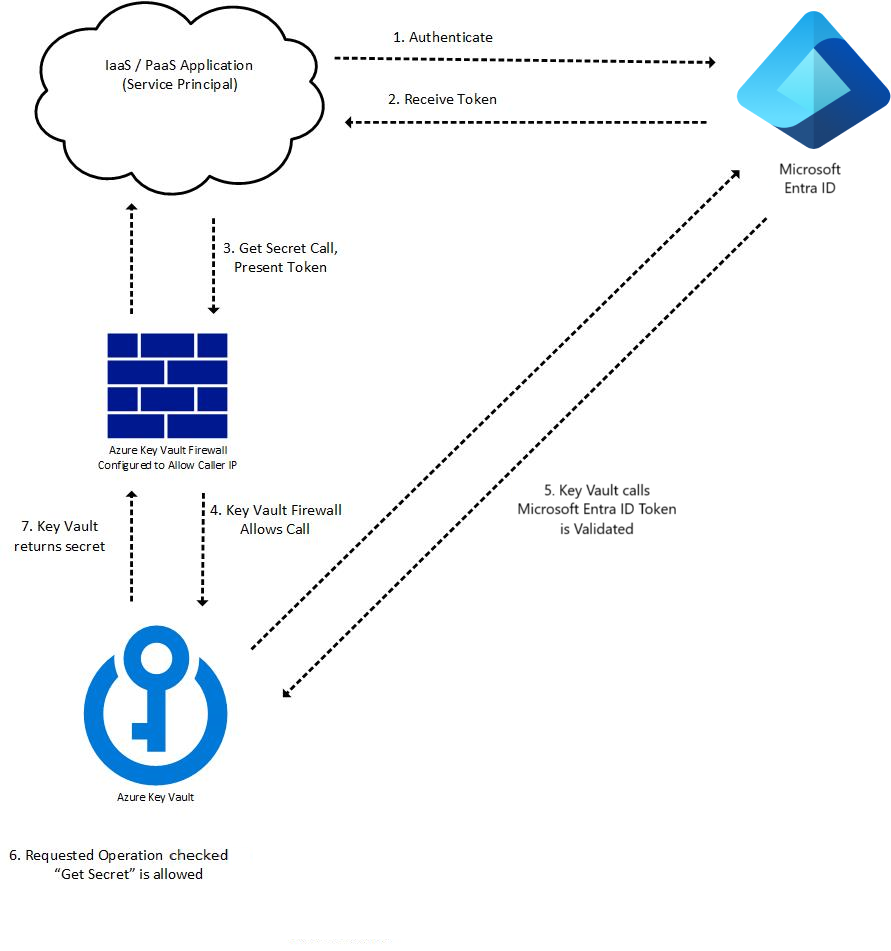 IaaS / PaaS Application
(Service Principal)
1. Authenticate
2. Receive Token
Microsoft
Entra ID
3. Get Secret Call,
Present Token
Azure Key Vault Firewall
Configured to Allow Caller IP
4. Key Vault Firewall
Allows Call
7. Key Vault
returns secret
5. Key Vault calls
Microsoft Entra ID Token
is Validated
Azure Key Vault
6. Requested Operation checked
“Get Secret” is allowed